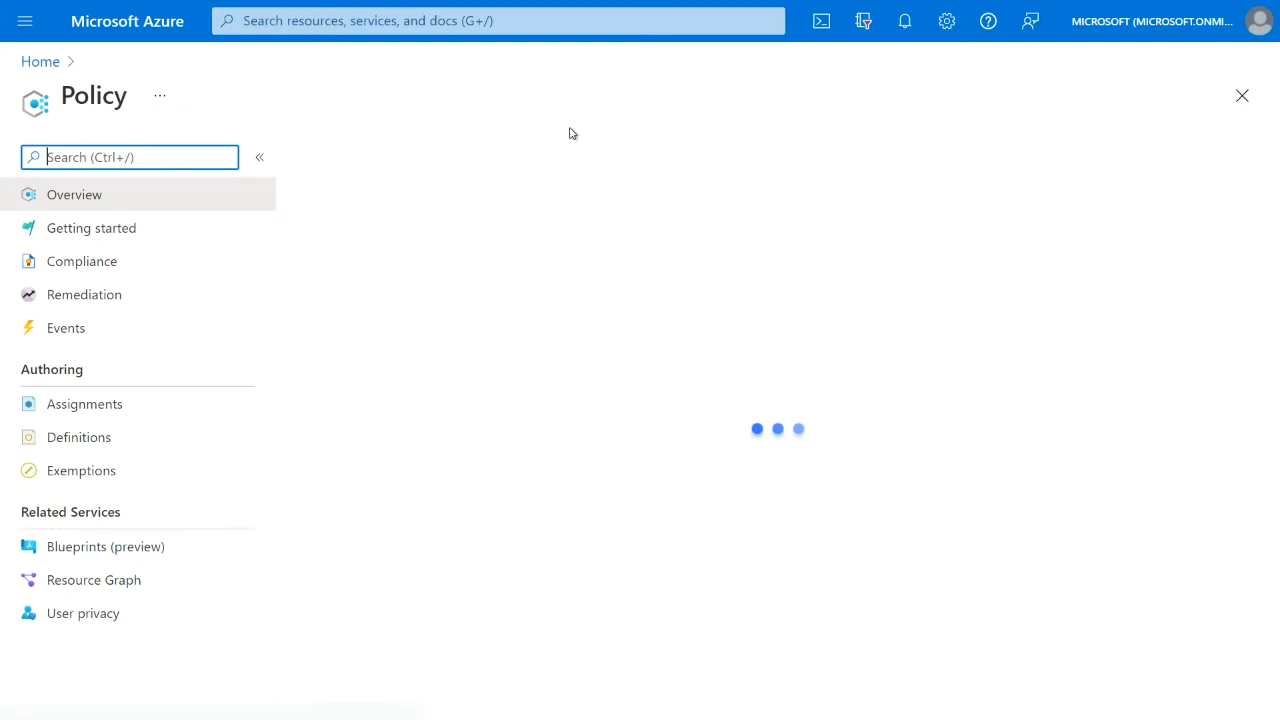 Microsoft Azure
Search resources, services, and docs (G+/)
MICROSOFT (MICROSOFT.ONMI...
Home
Policy
...
Search (Ctrl+/)
Overview
Getting started
Compliance
Remediation
Events
Authoring
Assignments
Definitions
Exemptions
Related Services
Blueprints (preview)
Resource Graph
User privacy